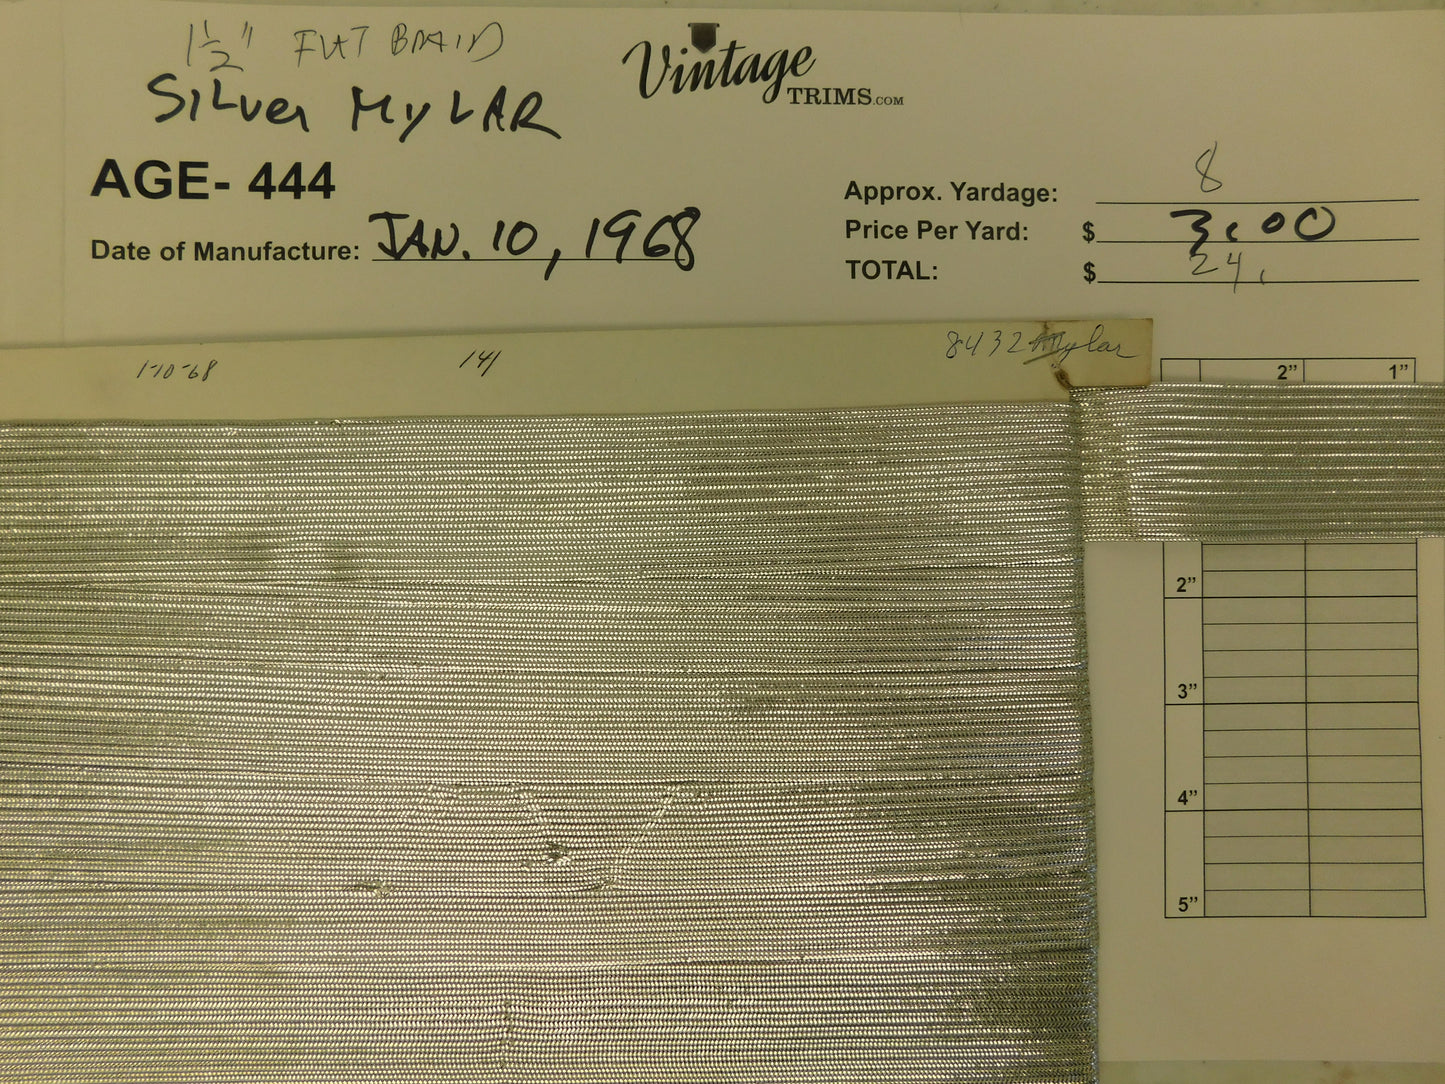 1 1/2" FLAT BRAID
SILver MyLAR
Vintage
TRIMS.COM
AGE- 444
Date of Manufacture: JAN. 10, 1968
Approx. Yardage: 8
Price Per Yard: $ 3.00
TOTAL: $ 24.
1-10-68
141
8432 Mylar
2” 1”
2”
3”
4”
5”